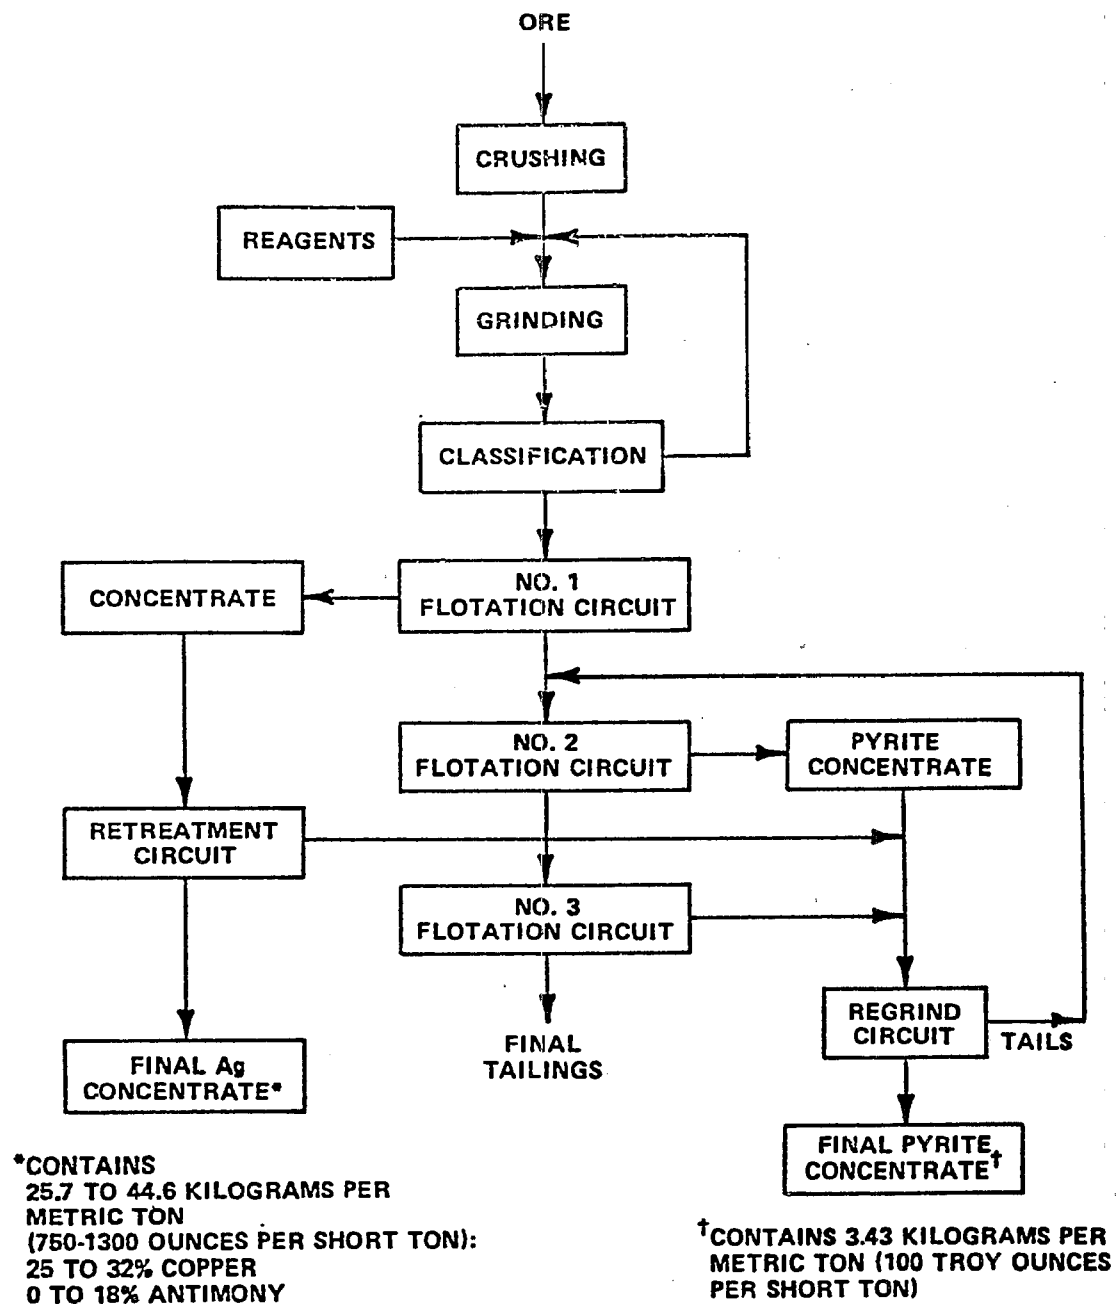 ORE
CRUSHING
REAGENTS
GRINDING
CLASSIFICATION
NO. 1
FLOTATION CIRCUIT
CONCENTRATE
NO. 2
FLOTATION CIRCUIT
PYRITE
CONCENTRATE
RETREATMENT
CIRCUIT
NO. 3
FLOTATION CIRCUIT
REGRIND
CIRCUIT
TAILS
FINAL
TAILINGS
FINAL Ag
CONCENTRATE*
FINAL PYRITE
CONCENTRATE†
*CONTAINS
25.7 TO 44.6 KILOGRAMS PER
METRIC TON
(750-1300 OUNCES PER SHORT TON):
25 TO 32% COPPER
0 TO 18% ANTIMONY
†CONTAINS 3.43 KILOGRAMS PER
METRIC TON (100 TROY OUNCES
PER SHORT TON)